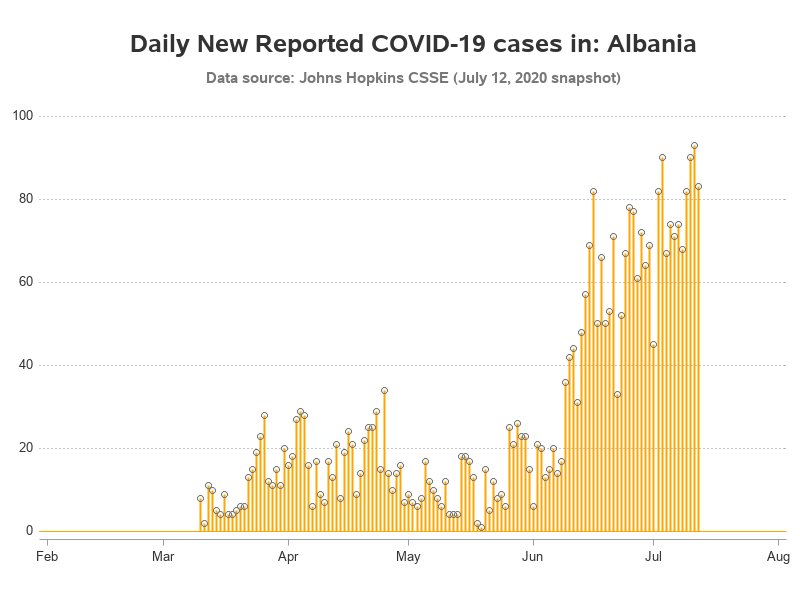 Daily New Reported COVID-19 cases in: Albania
Data source: Johns Hopkins CSSE (July 12, 2020 snapshot)
100
80
60
40
20
0
Feb Mar Apr May Jun Jul Aug